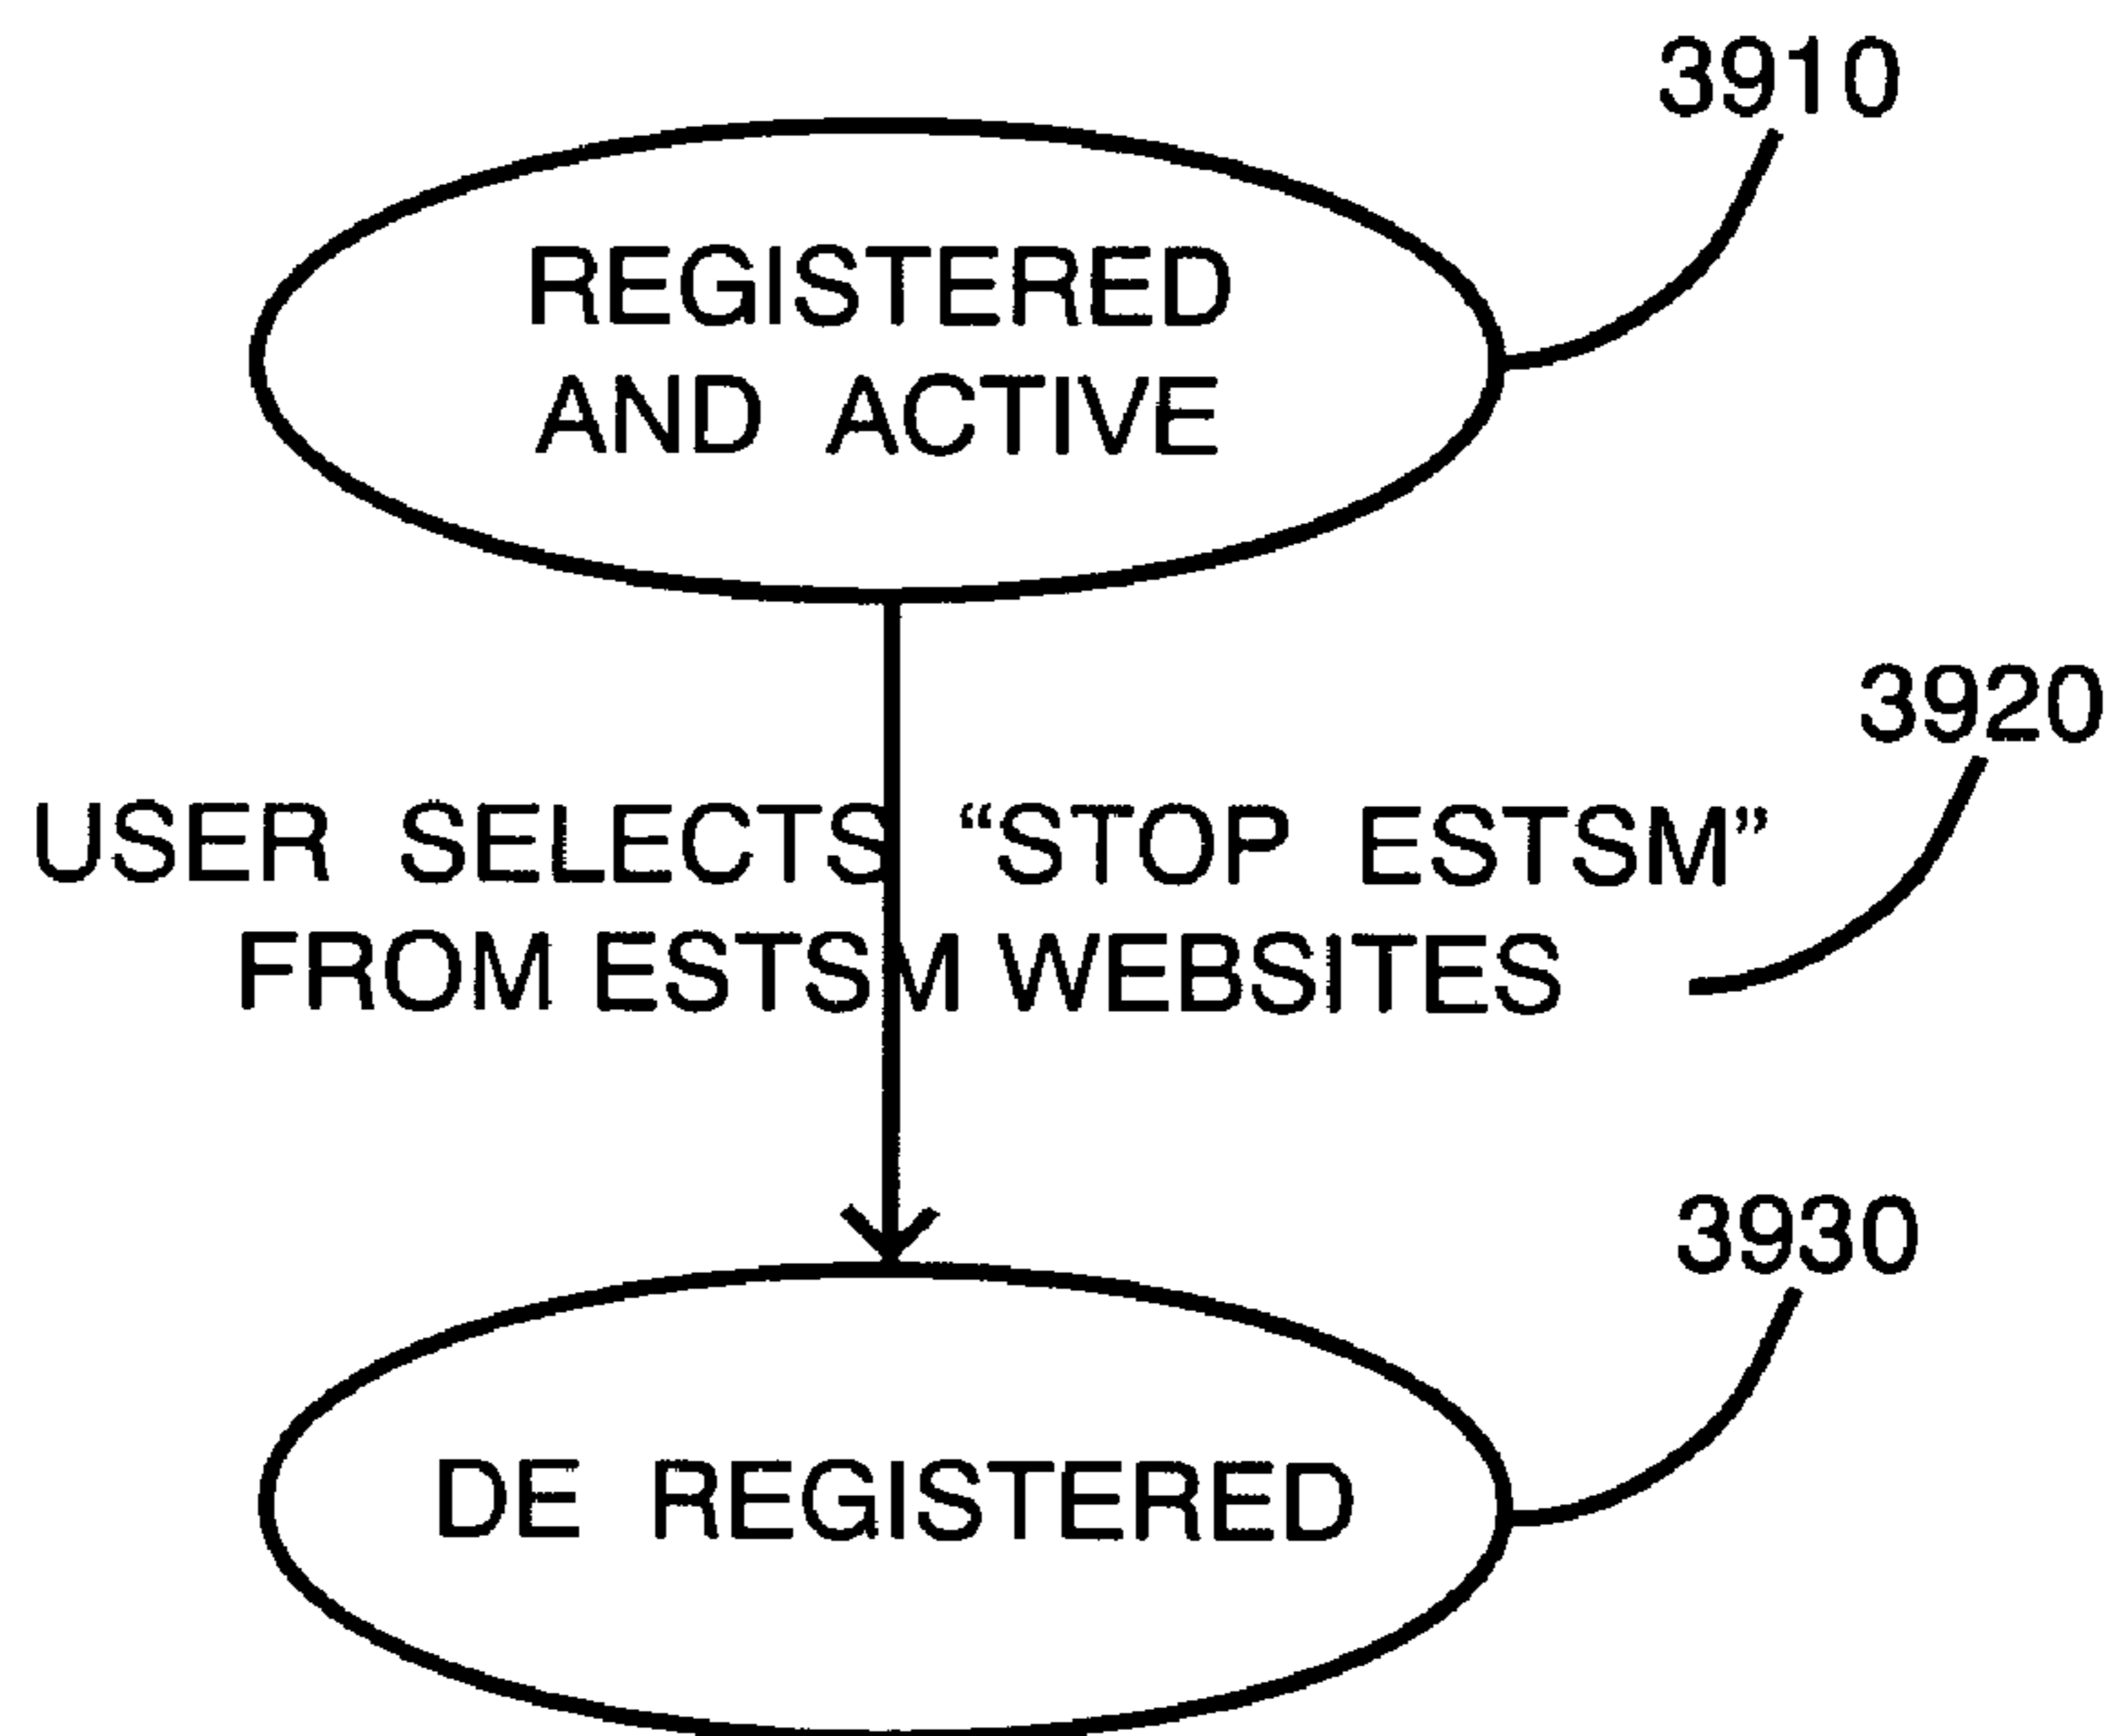 3910
REGISTERED
AND ACTIVE
3920
USER SELECTS “STOP ESTSM”
FROM ESTSM WEBSITES
3930
DE REGISTERED